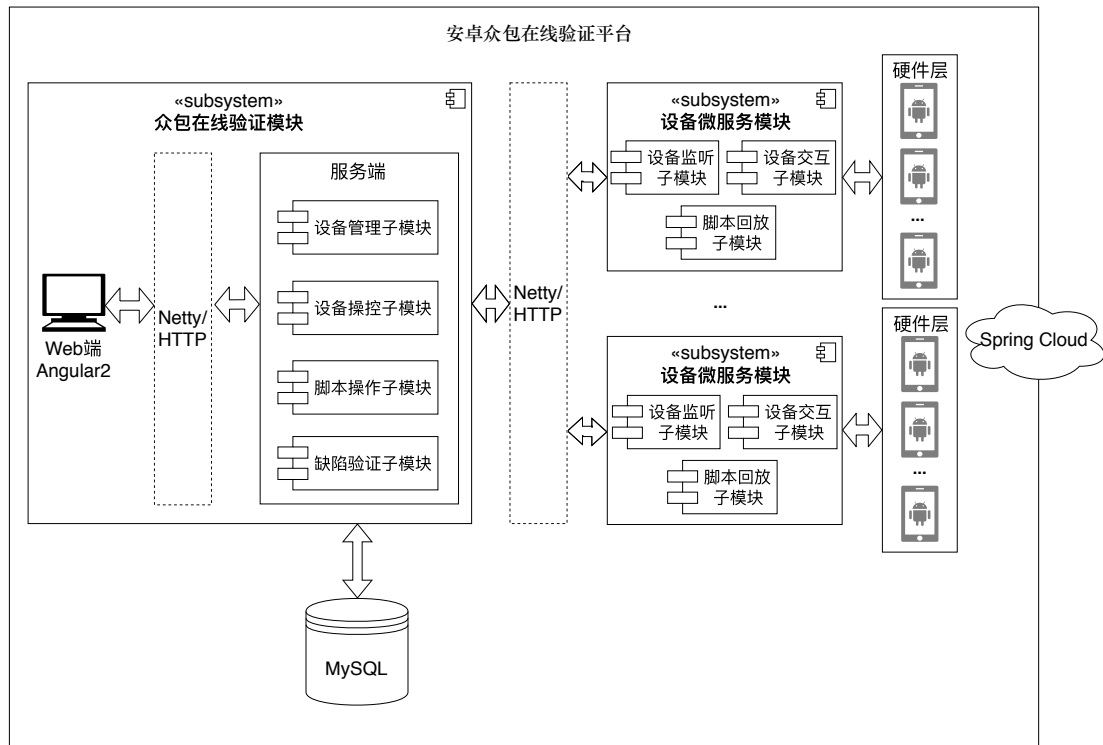 安卓众包在线验证平台
«subsystem»
众包在线验证模块
Web端
Angular2
Netty/
HTTP
服务端
设备管理子模块
设备操控子模块
脚本操作子模块
缺陷验证子模块
MySQL
Netty/
HTTP
«subsystem»
设备微服务模块
设备监听
子模块
设备交互
子模块
脚本回放
子模块
...
«subsystem»
设备微服务模块
设备监听
子模块
设备交互
子模块
脚本回放
子模块
硬件层
...
硬件层
...
Spring Cloud